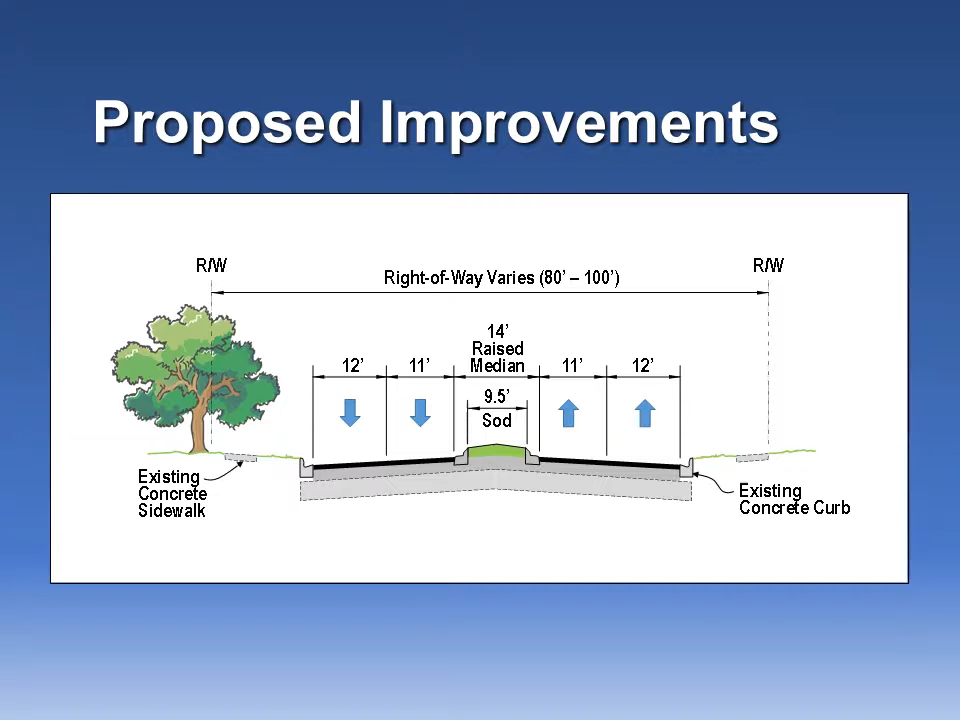 Proposed Improvements
R/W
R/W
Right-of-Way Varies (80’ – 100’)
14’
Raised
Median
12’
11’
11’
12’
9.5’
Sod
Existing
Concrete
Sidewalk
Existing
Concrete Curb